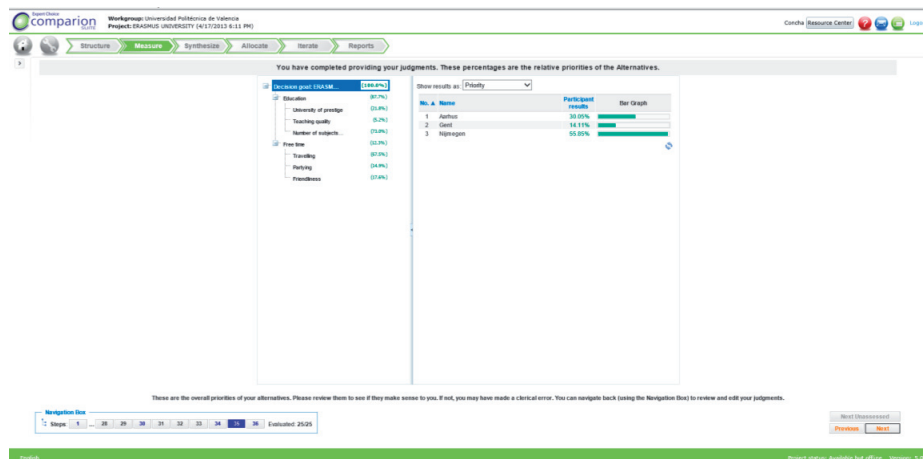 Expert Choice
comparion
SUITE
Workgroup: Universidad Politécnica de Valencia
Project: ERASMUS UNIVERSITY (4/17/2013 6:11 PM)
Concha Resource Center
Structure Measure Synthesize Allocate Iterate Reports
You have completed providing your judgments. These percentages are the relative priorities of the Alternatives.
Decision goal: ERASM... [100.0%]
Education
University of prestige
Teaching quality
Number of subjects...
Free time
Travelling
Partying
Friendliness
Show results as: Priority
No. ▲ Name Participant results Bar Graph
1 Aarhus 30.05%
2 Gent 14.11%
3 Nijmegen 55.85%
These are the overall priorities of your alternatives. Please review them to see if they make sense to you. If not, you may have made a clerical error. You can navigate back (using the Navigation Box) to review and edit your judgments.
Navigation Box
Steps: 1 ... 28 29 30 31 32 33 34 35 36 Evaluated: 25/25
Next Unassessed
Previous Next
English